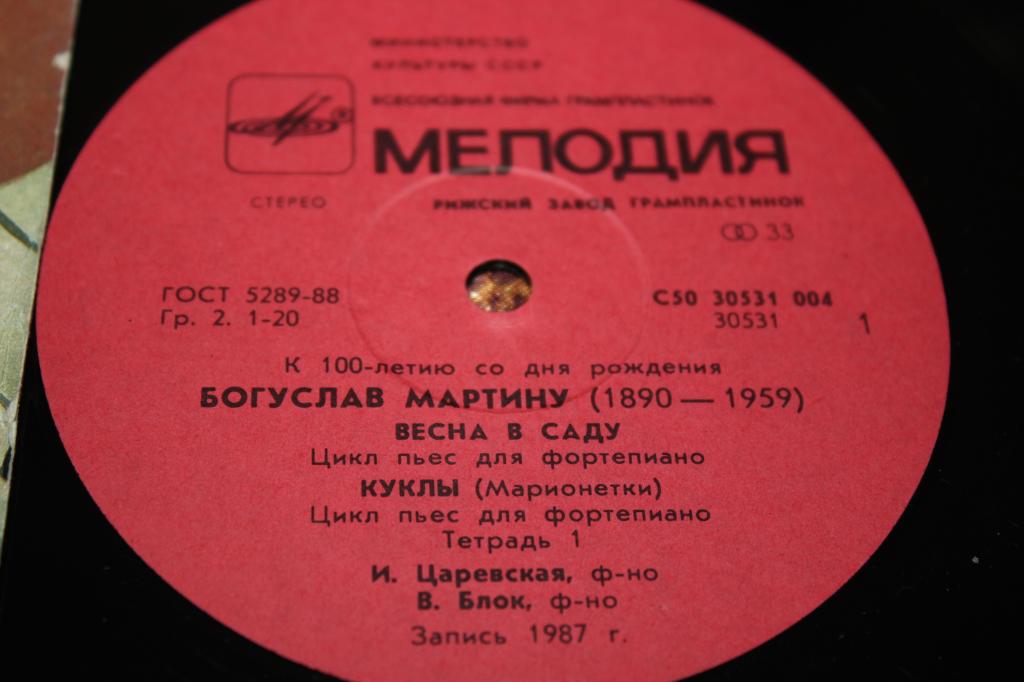 МИНИСТЕРСТВО
КУЛЬТУРЫ СССР
ВСЕСОЮЗНАЯ ФИРМА ГРАМПЛАСТИНОК
МЕЛОДИЯ
СТЕРЕО
РИЖСКИЙ ЗАВОД ГРАМПЛАСТИНОК
33
ГОСТ 5289-88
Гр. 2. 1-20
С50 30531 004
30531
1
К 100-летию со дня рождения
БОГУСЛАВ МАРТИНУ (1890 — 1959)
ВЕСНА В САДУ
Цикл пьес для фортепиано
КУКЛЫ (Марионетки)
Цикл пьес для фортепиано
Тетрадь 1
И. Царевская, ф-но
В. Блок, ф-но
Запись 1987 г.